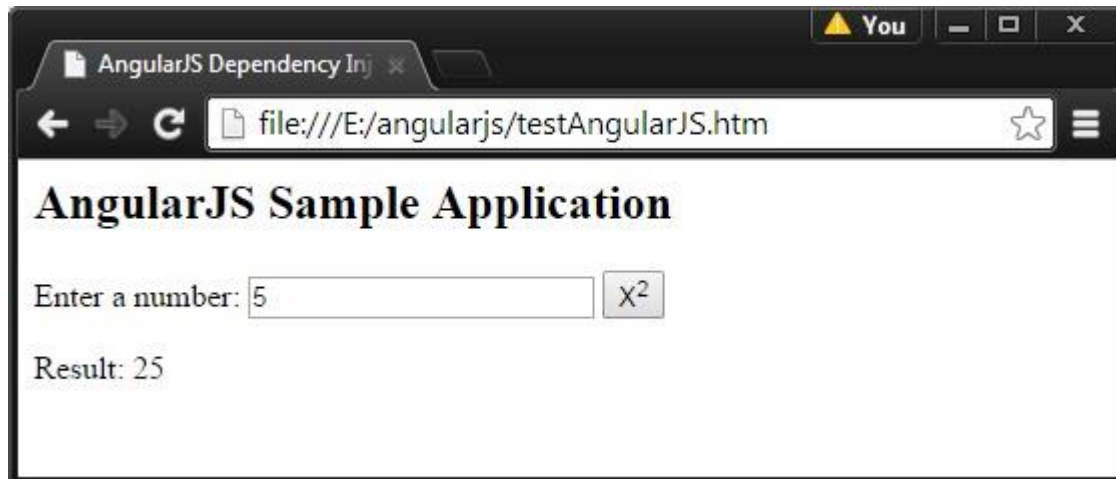 You
AngularJS Dependency Inj
file:///E:/angularjs/testAngularJS.htm
AngularJS Sample Application
Enter a number: 5 X²
Result: 25